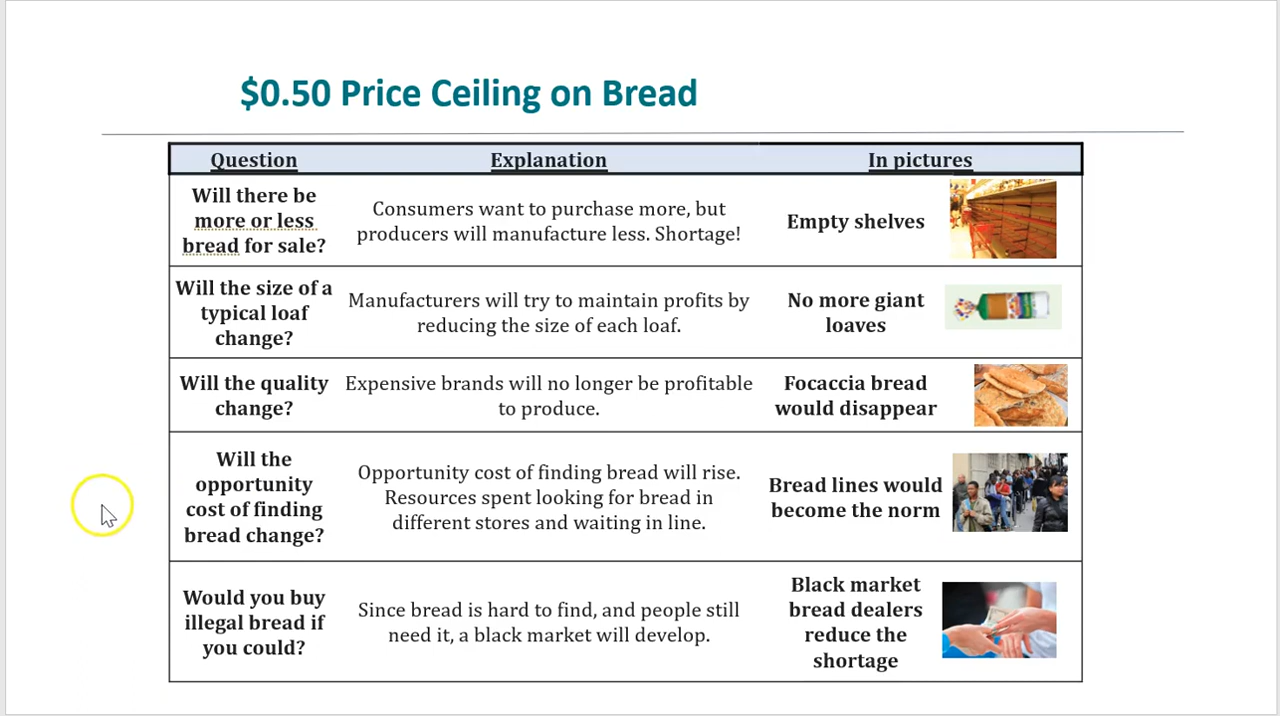 $0.50 Price Ceiling on Bread
Question
Explanation
In pictures
Will there be
more or less
bread for sale?
Consumers want to purchase more, but
producers will manufacture less. Shortage!
Empty shelves
Will the size of a
typical loaf
change?
Manufacturers will try to maintain profits by
reducing the size of each loaf.
No more giant
loaves
Will the quality
change?
Expensive brands will no longer be profitable
to produce.
Focaccia bread
would disappear
Will the
opportunity
cost of finding
bread change?
Opportunity cost of finding bread will rise.
Resources spent looking for bread in
different stores and waiting in line.
Bread lines would
become the norm
Would you buy
illegal bread if
you could?
Since bread is hard to find, and people still
need it, a black market will develop.
Black market
bread dealers
reduce the
shortage